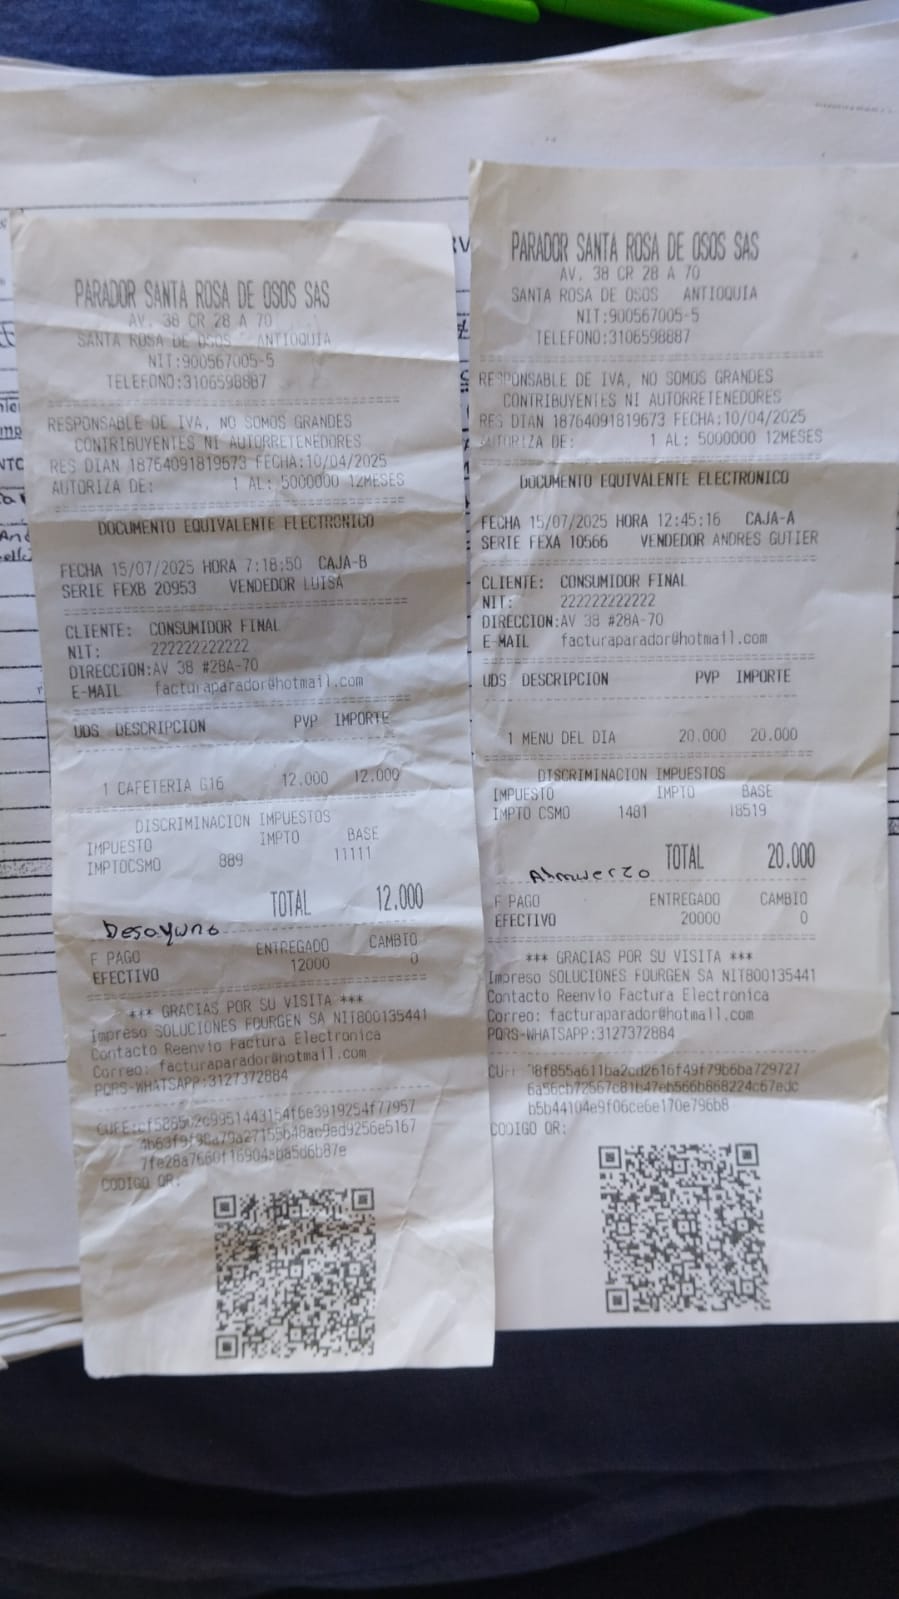 PARADOR SANTA ROSA DE OSOS SAS
AV. 38 CR 28 A 70
SANTA ROSA DE OSOS ANTIOQUIA
NIT:900567005-5
TELEFONO:3106598887
RESPONSABLE DE IVA, NO SOMOS GRANDES
CONTRIBUYENTES NI AUTORRETENEDORES
RES DIAN 18764091819673 FECHA:10/04/2025
AUTORIZA DE: 1 AL: 5000000 12MESES
DOCUMENTO EQUIVALENTE ELECTRONICO
FECHA 15/07/2025 HORA 7:18:50 CAJA-B
SERIE FEXB 20953 VENDEDOR LUISA
CLIENTE: CONSUMIDOR FINAL
NIT: 222222222222
DIRECCION:AV 38 #28A-70
E-MAIL facturaparador@hotmail.com
UDS DESCRIPCION PVP IMPORTE
1 CAFETERIA G16 12.000 12.000
DISCRIMINACION IMPUESTOS
IMPUESTO IMPTO BASE
IMPTOCSMO 889 11111
TOTAL 12.000
Desayuno
F PAGO ENTREGADO CAMBIO
EFECTIVO 12000 0
*** GRACIAS POR SU VISITA ***
Impreso SOLUCIONES FOURGEN SA NIT800135441
Contacto Reenvio Factura Electronica
Correo: facturaparador@hotmail.com
PQRS-WHATSAPP:3127372884
CODIGO QR:
PARADOR SANTA ROSA DE OSOS SAS
AV. 38 CR 28 A 70
SANTA ROSA DE OSOS ANTIOQUIA
NIT:900567005-5
TELEFONO:3106598887
RESPONSABLE DE IVA, NO SOMOS GRANDES
CONTRIBUYENTES NI AUTORRETENEDORES
RES DIAN 18764091819673 FECHA:10/04/2025
AUTORIZA DE: 1 AL: 5000000 12MESES
DOCUMENTO EQUIVALENTE ELECTRONICO
FECHA 15/07/2025 HORA 12:45:16 CAJA-A
SERIE FEXA 10566 VENDEDOR ANDRES GUTIER
CLIENTE: CONSUMIDOR FINAL
NIT: 222222222222
DIRECCION:AV 38 #28A-70
E-MAIL facturaparador@hotmail.com
UDS DESCRIPCION PVP IMPORTE
1 MENU DEL DIA 20.000 20.000
DISCRIMINACION IMPUESTOS
IMPUESTO IMPTO BASE
IMPTO CSMO 1481 18519
TOTAL 20.000
Almuerzo
F PAGO ENTREGADO CAMBIO
EFECTIVO 20000 0
*** GRACIAS POR SU VISITA ***
Impreso SOLUCIONES FOURGEN SA NIT800135441
Contacto Reenvio Factura Electronica
Correo: facturaparador@hotmail.com
PQRS-WHATSAPP:3127372884
b5b44104e9f06ce6e170e796b8
CODIGO QR: